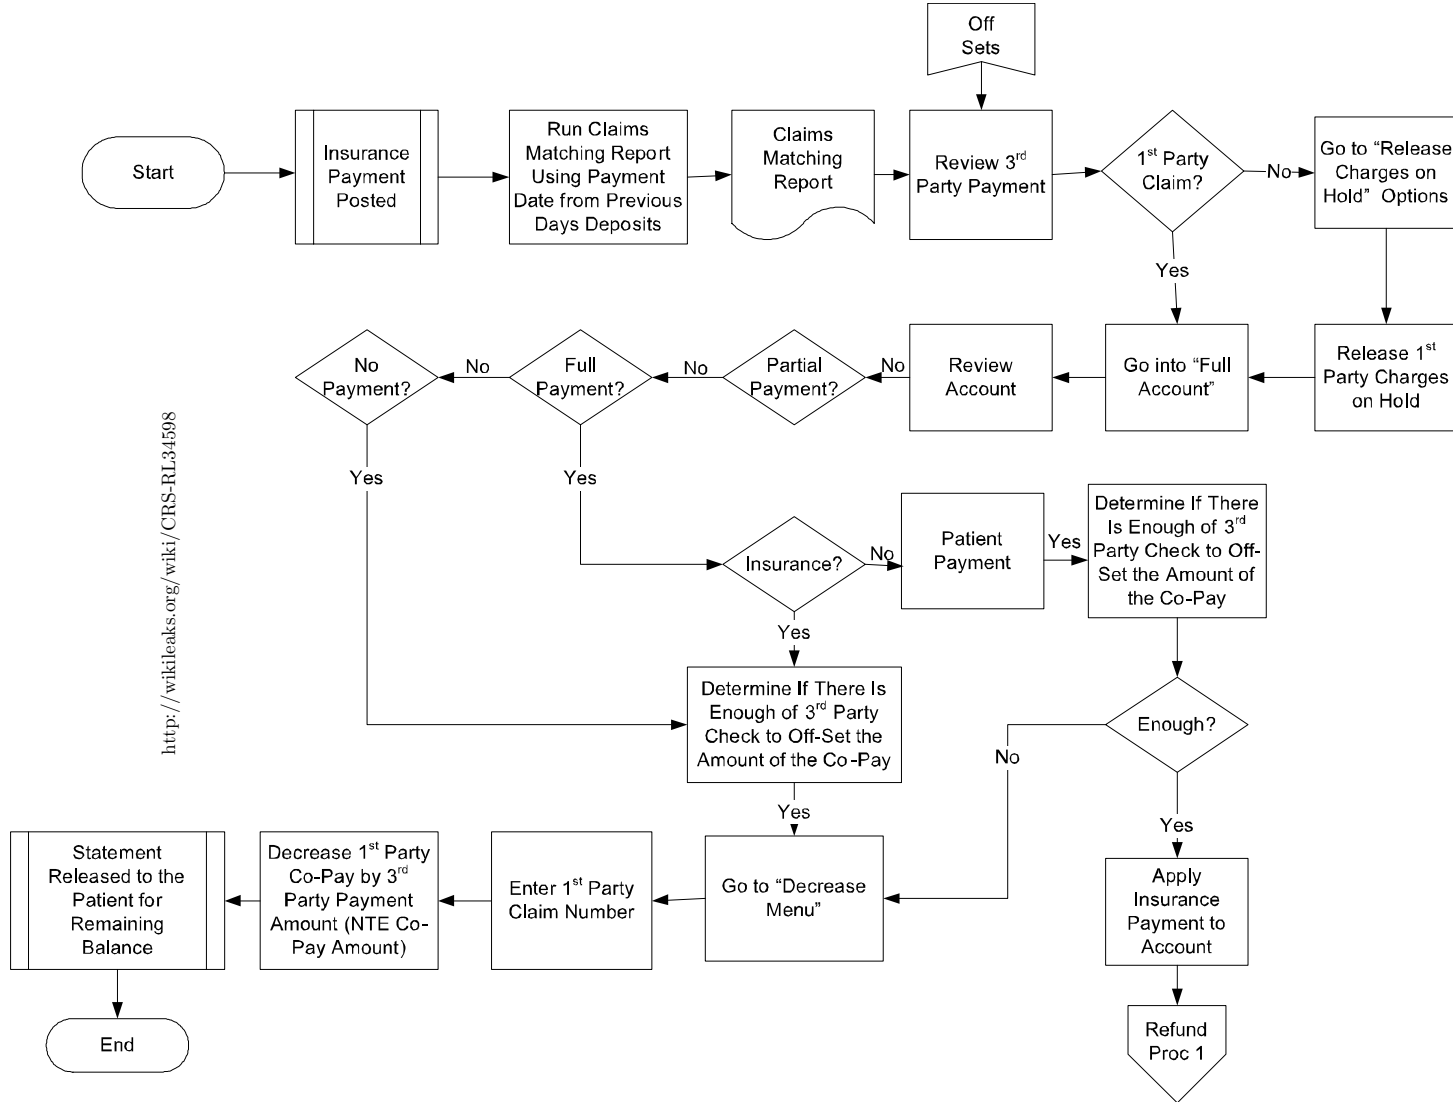 Off
Sets
Start
Insurance
Payment
Posted
Run Claims
Matching Report
Using Payment
Date from Previous
Days Deposits
Claims
Matching
Report
Review 3rd
Party Payment
1st Party
Claim?
No
Go to “Release
Charges on
Hold” Options
Yes
No
Payment?
No
Full
Payment?
No
Partial
Payment?
No
Review
Account
Go into “Full
Account”
Release 1st
Party Charges
on Hold
http://wikileaks.org/wiki/CRS-RL34598
Yes
Yes
Insurance?
No
Patient
Payment
Yes
Determine If There
Is Enough of 3rd
Party Check to Off-
Set the Amount of
the Co-Pay
Yes
Determine If There Is
Enough of 3rd Party
Check to Off-Set the
Amount of the Co-Pay
Enough?
No
Yes
Yes
Statement
Released to the
Patient for
Remaining
Balance
Decrease 1st Party
Co-Pay by 3rd
Party Payment
Amount (NTE Co-
Pay Amount)
Enter 1st Party
Claim Number
Go to “Decrease
Menu”
Apply
Insurance
Payment to
Account
End
Refund
Proc 1